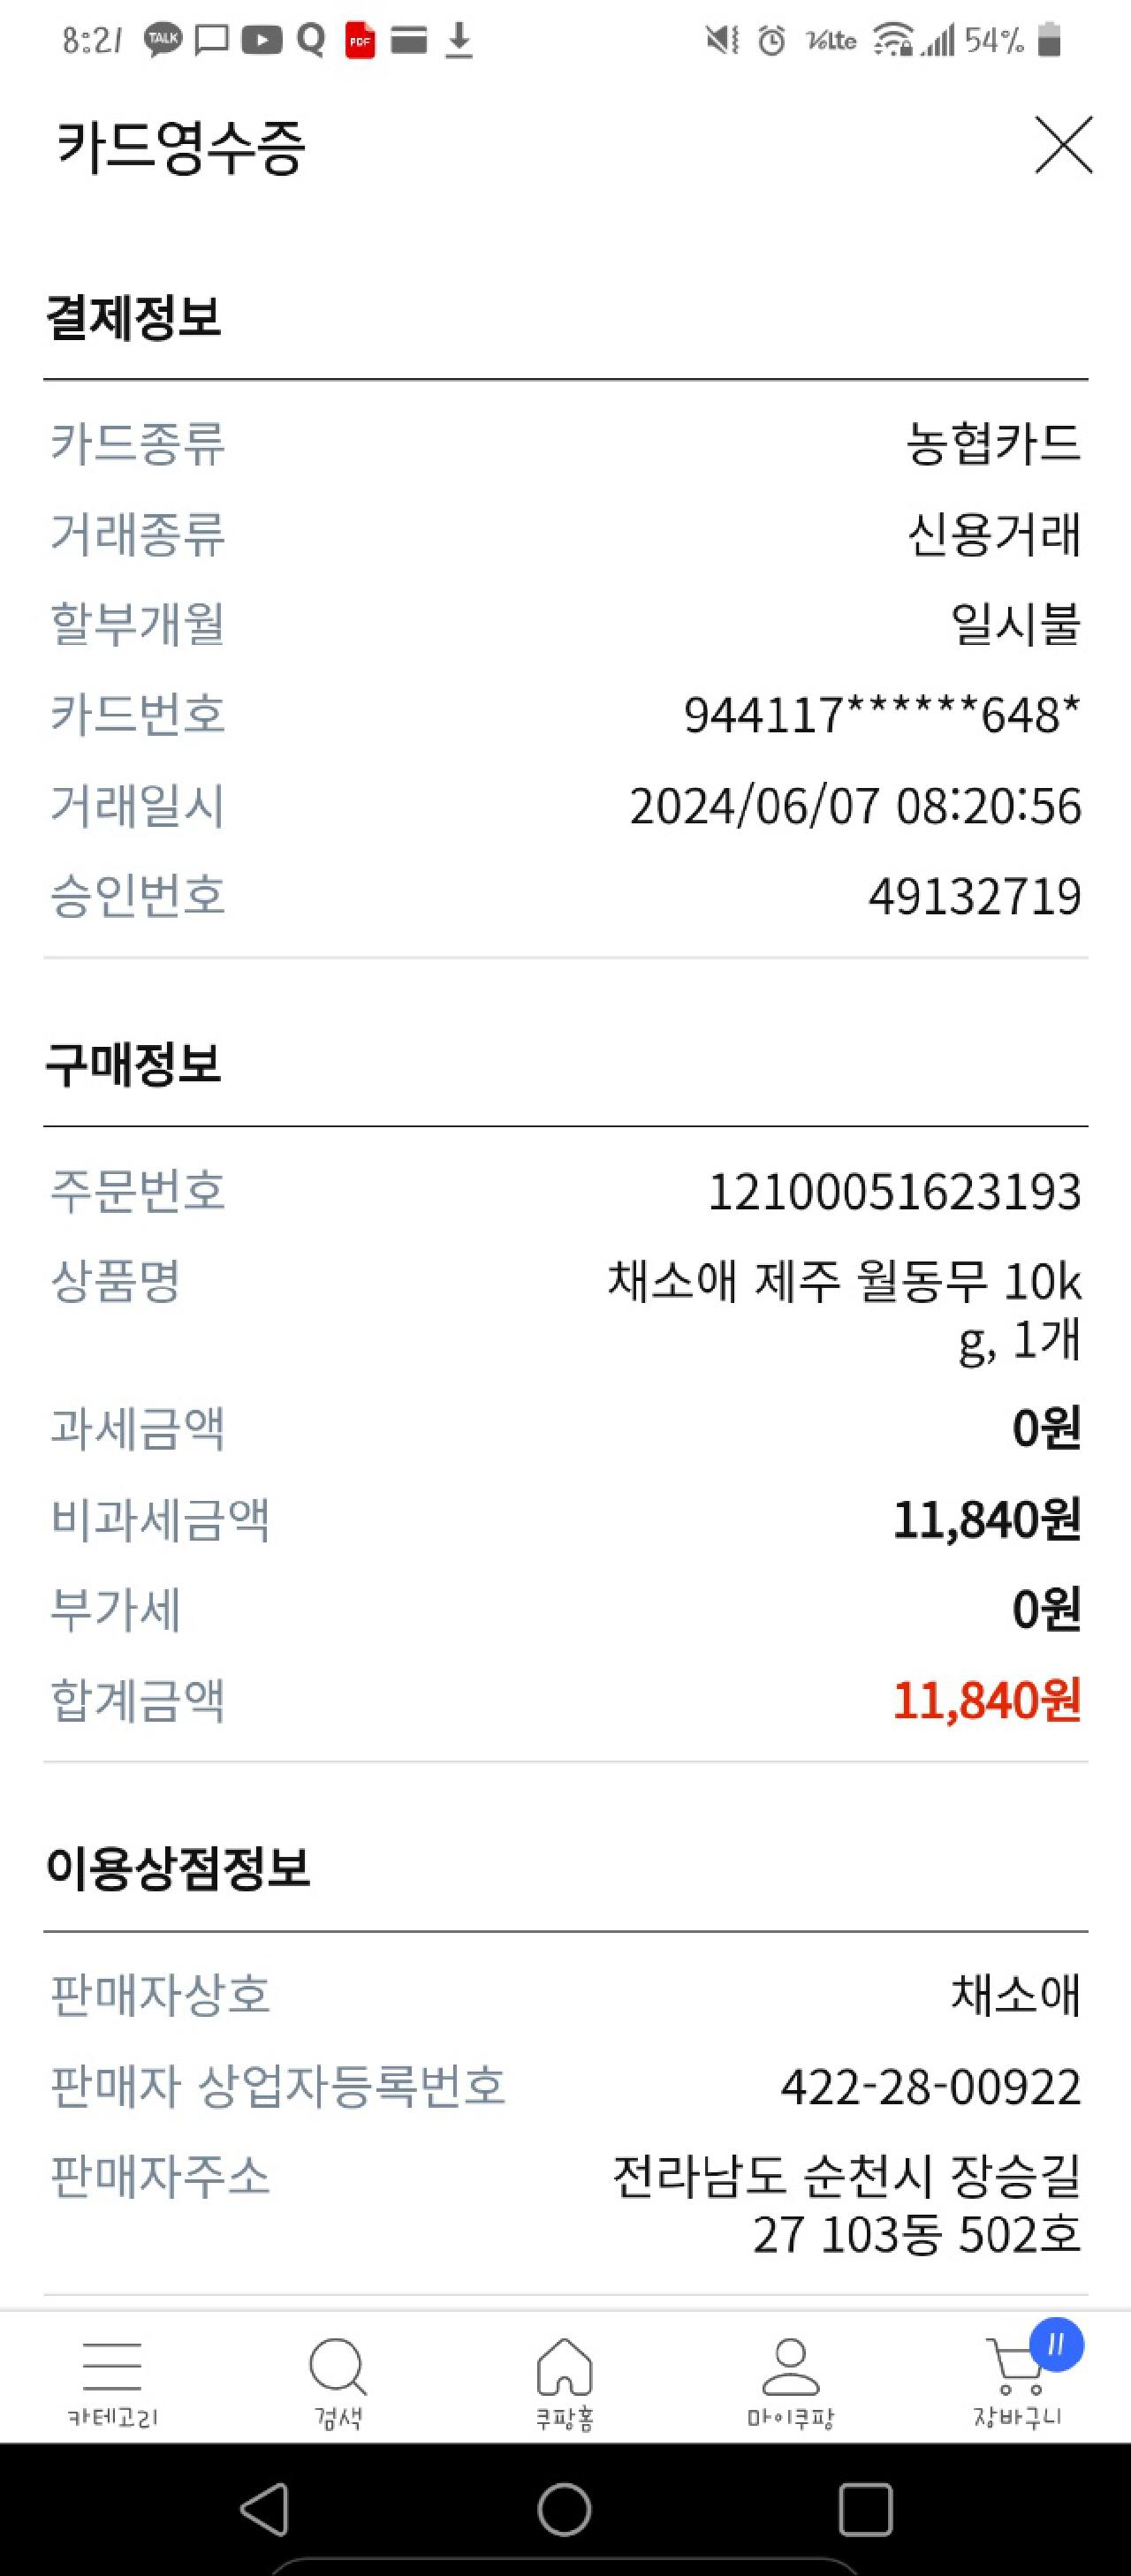 8:21 TALK PDF VoLTE 54%
카드영수증
결제정보
카드종류 농협카드
거래종류 신용거래
할부개월 일시불
카드번호 944117******648*
거래일시 2024/06/07 08:20:56
승인번호 49132719
구매정보
주문번호 12100051623193
상품명 채소애 제주 월동무 10k
g, 1개
과세금액 0원
비과세금액 11,840원
부가세 0원
합계금액 11,840원
이용상점정보
판매자상호 채소애
판매자 상업자등록번호 422-28-00922
판매자주소 전라남도 순천시 장승길
27 103동 502호
11
카테고리 검색 쿠팡홈 마이쿠팡 장바구니